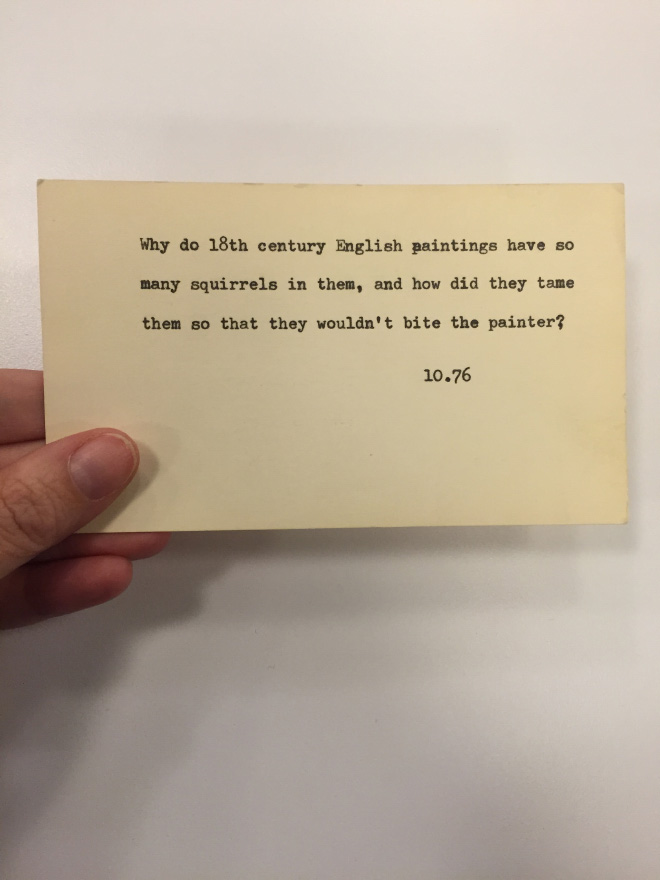 Why do 18th century English paintings have so
many squirrels in them, and how did they tame
them so that they wouldn't bite the painter?
10.76